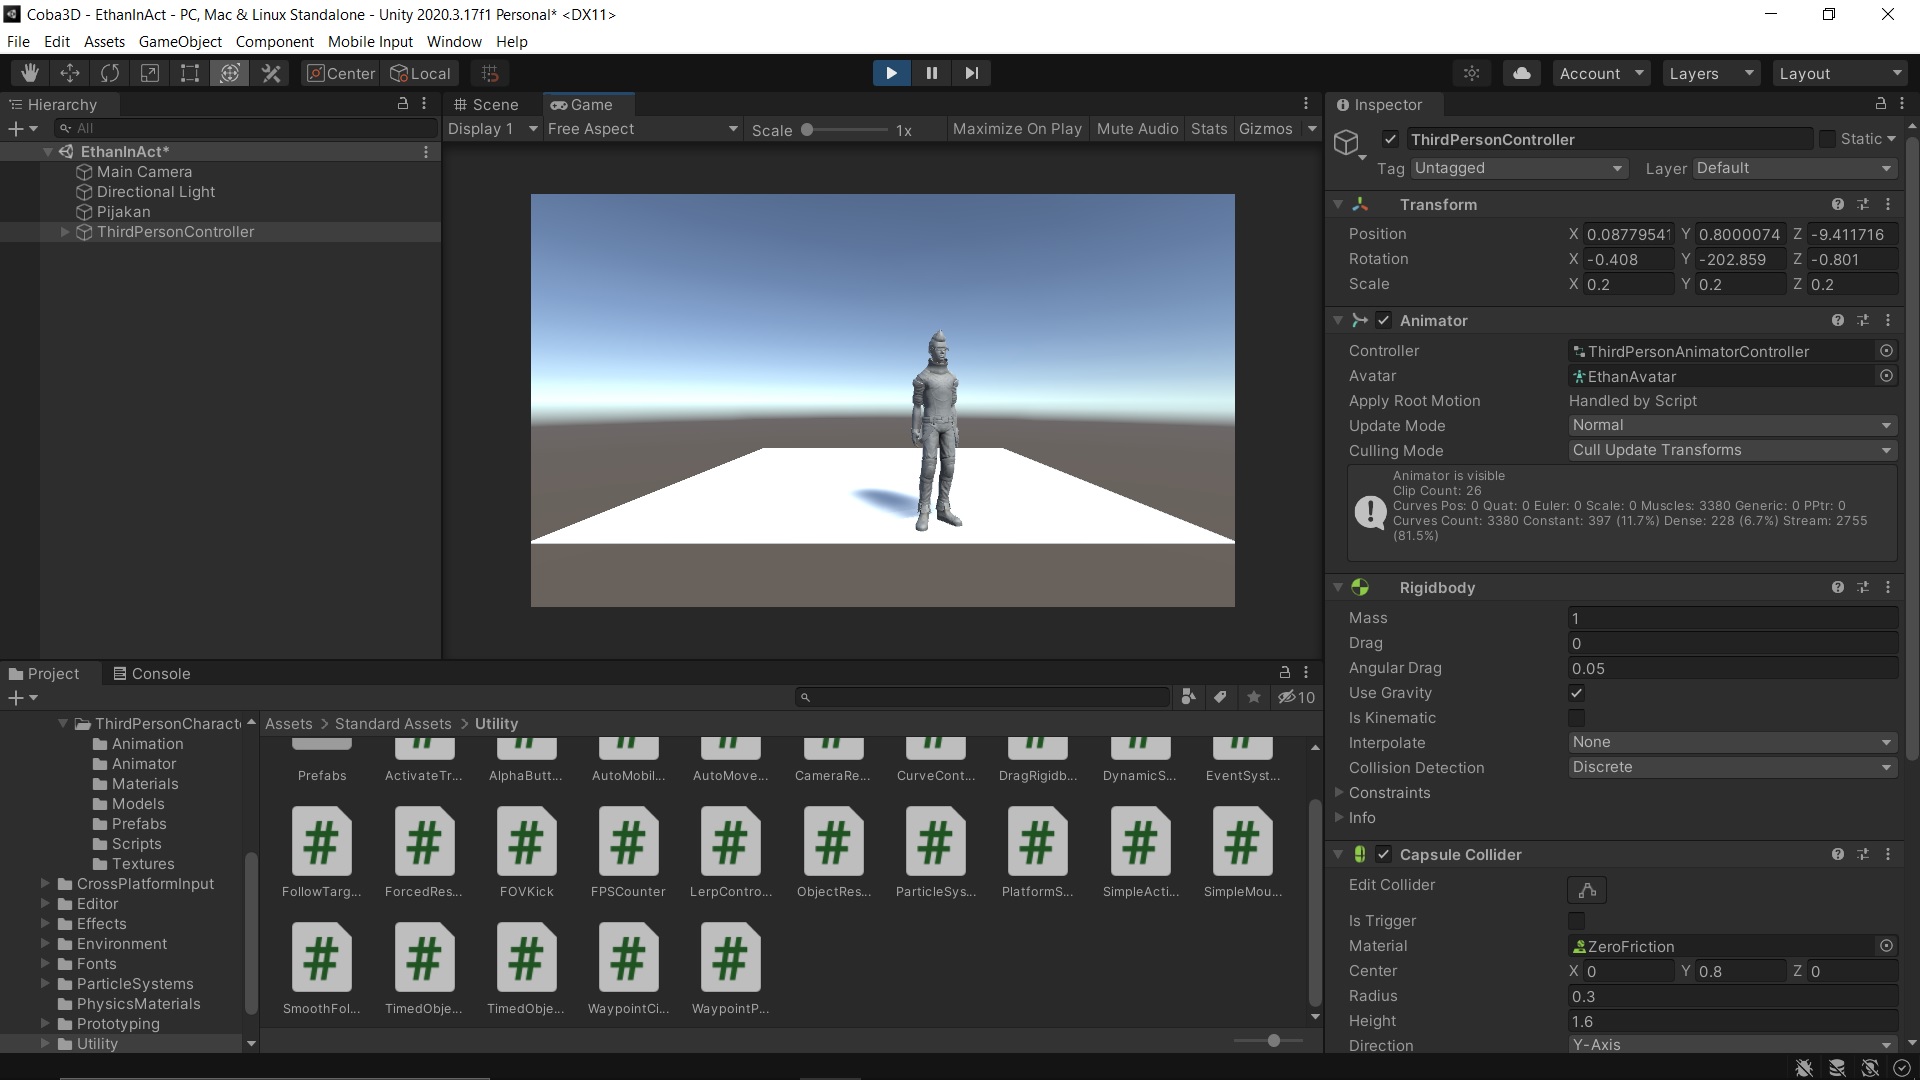 Coba3D - EthanInAct - PC, Mac & Linux Standalone - Unity 2020.3.17f1 Personal* <DX11>
File Edit Assets GameObject Component Mobile Input Window Help
Center Local Account Layers Layout
Hierarchy
All
EthanInAct*
Main Camera
Directional Light
Pijakan
ThirdPersonController
Scene Game
Display 1 Free Aspect Scale 1x Maximize On Play Mute Audio Stats Gizmos
Inspector
ThirdPersonController Static
Tag Untagged Layer Default
Transform
Position X 0.08779541 Y 0.8000074 Z -9.411716
Rotation X -0.408 Y -202.859 Z -0.801
Scale X 0.2 Y 0.2 Z 0.2
Animator
Controller ThirdPersonAnimatorController
Avatar EthanAvatar
Apply Root Motion Handled by Script
Update Mode Normal
Culling Mode Cull Update Transforms
Animator is visible
Clip Count: 26
Curves Pos: 0 Quat: 0 Euler: 0 Scale: 0 Muscles: 3380 Generic: 0 PPtr: 0
Curves Count: 3380 Constant: 397 (11.7%) Dense: 228 (6.7%) Stream: 2755
(81.5%)
Rigidbody
Mass 1
Drag 0
Angular Drag 0.05
Use Gravity
Is Kinematic
Interpolate None
Collision Detection Discrete
Constraints
Info
Capsule Collider
Edit Collider
Is Trigger
Material ZeroFriction
Center X 0 Y 0.8 Z 0
Radius 0.3
Height 1.6
Direction Y-Axis
Project Console
10
ThirdPersonCharact
Animation
Animator
Materials
Models
Prefabs
Scripts
Textures
CrossPlatformInput
Editor
Effects
Environment
Fonts
ParticleSystems
PhysicsMaterials
Prototyping
Utility
Assets > Standard Assets > Utility
Prefabs ActivateTr... AlphaButt... AutoMobil... AutoMove... CameraRe... CurveCont... DragRigidb... DynamicS... EventSyst...
FollowTarg... ForcedRes... FOVKick FPSCounter LerpContro... ObjectRes... ParticleSys... PlatformS... SimpleActi... SimpleMou...
SmoothFol... TimedObje... TimedObje... WaypointCi... WaypointP...